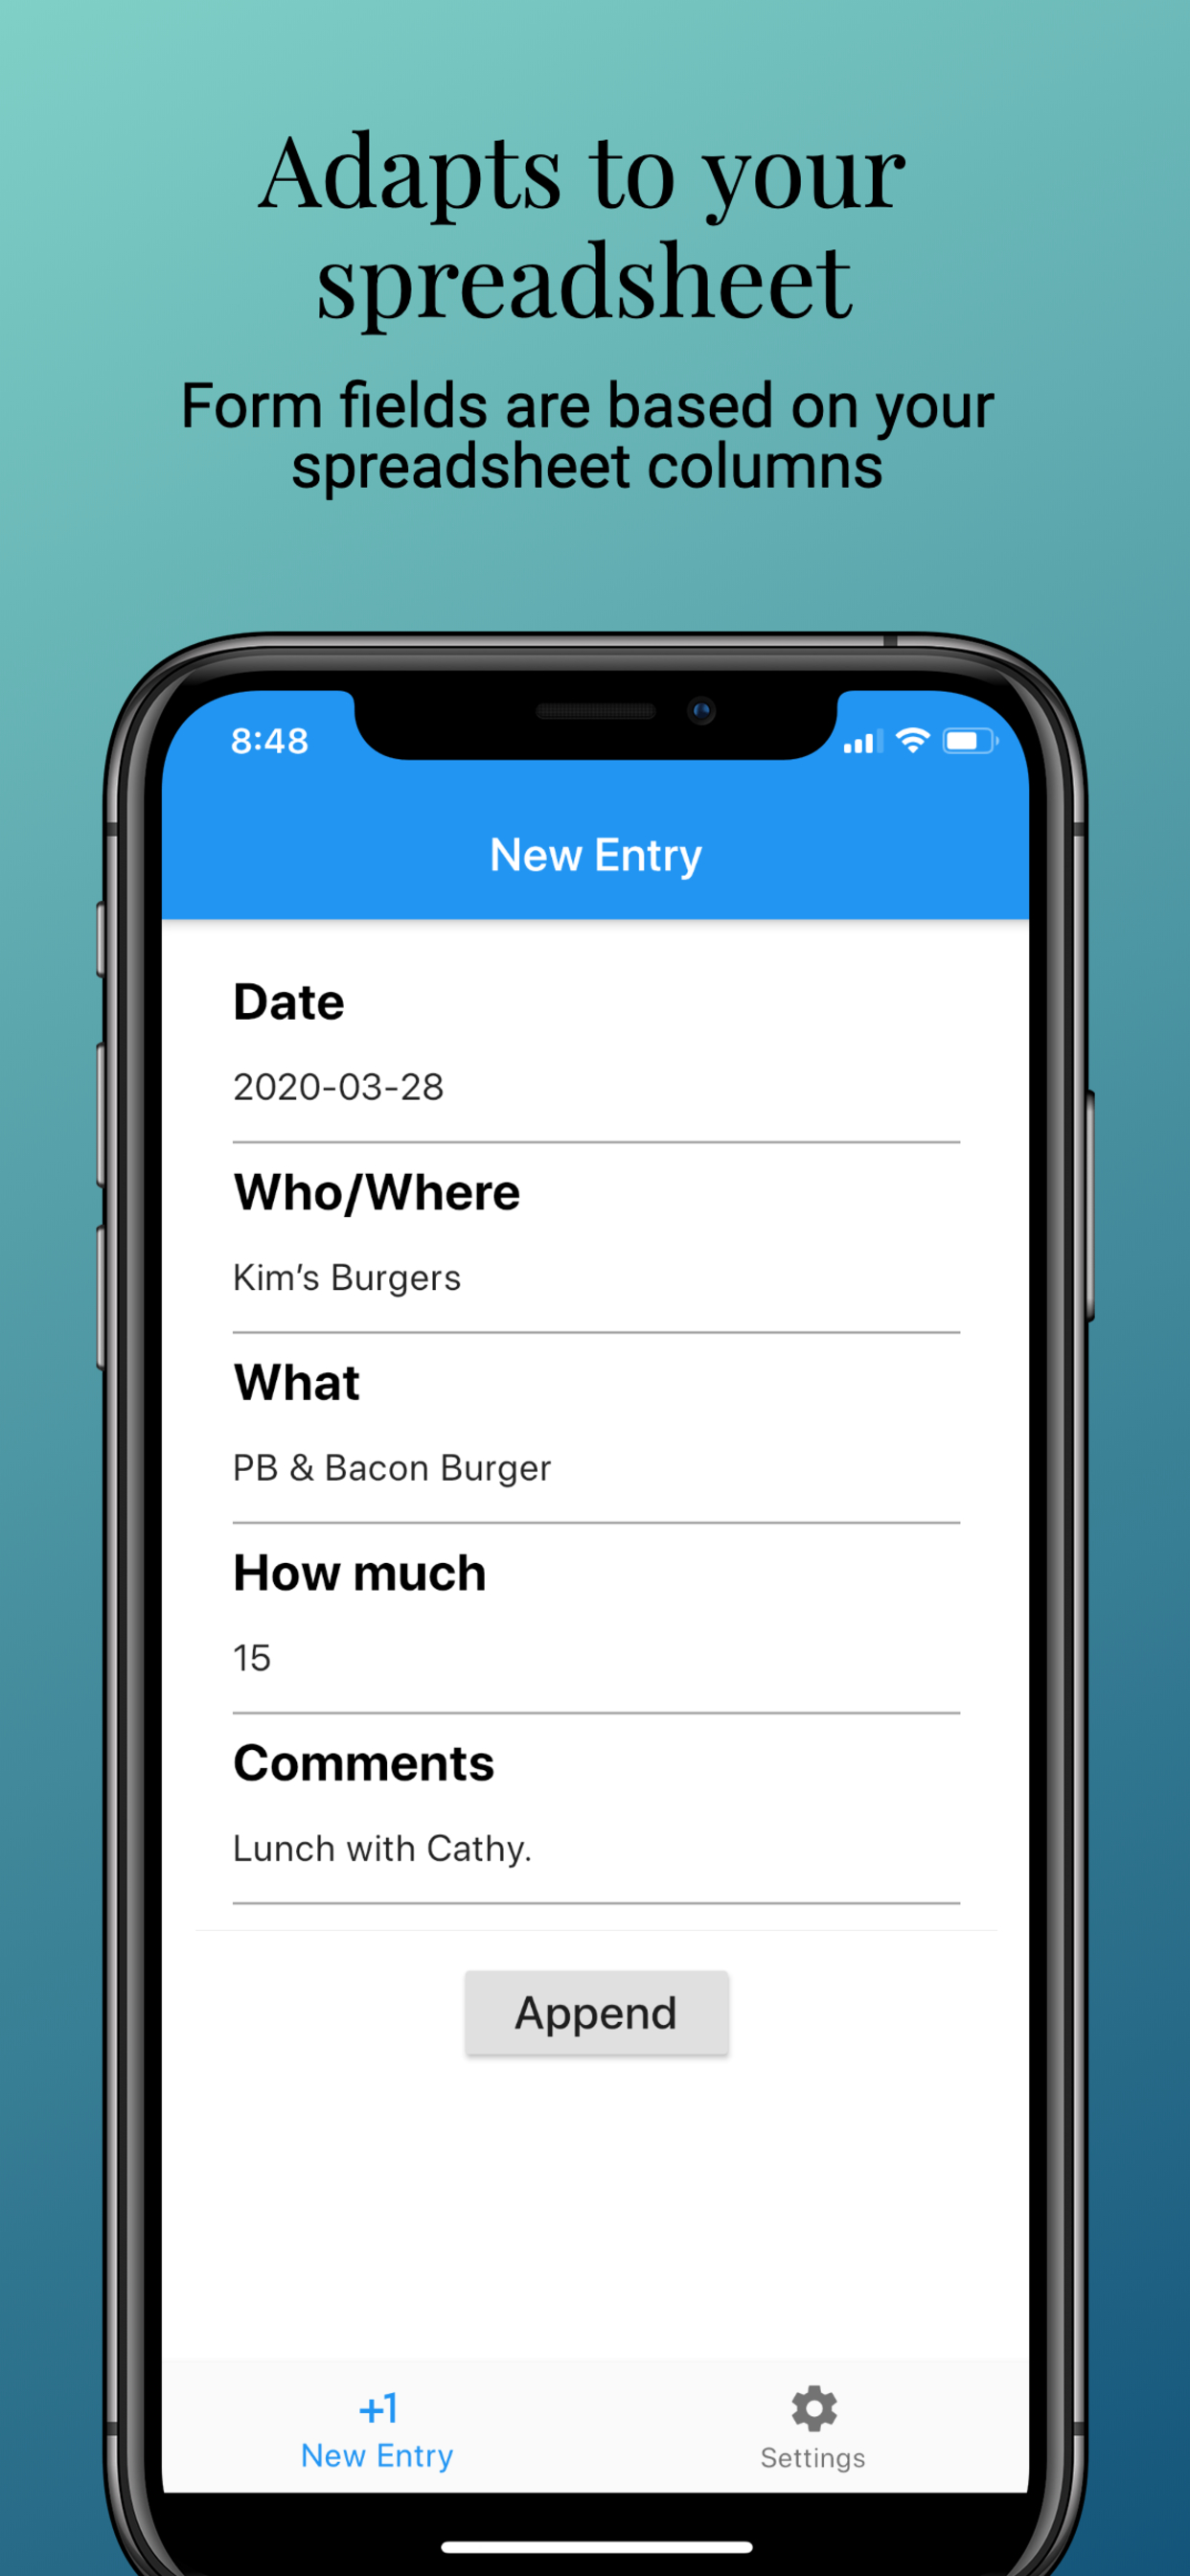 Adapts to your
spreadsheet
Form fields are based on your
spreadsheet columns
8:48
New Entry
Date
2020-03-28
Who/Where
Kim’s Burgers
What
PB & Bacon Burger
How much
15
Comments
Lunch with Cathy.
Append
+1
New Entry
Settings